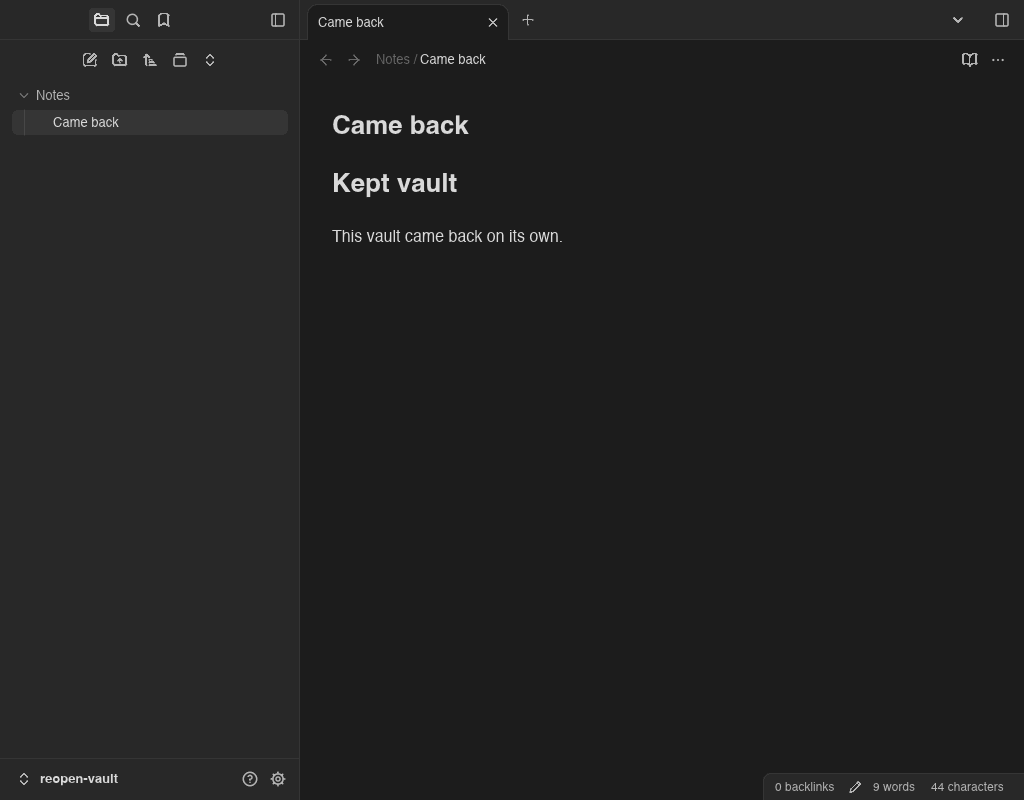 Came back
Notes / Came back
Notes
Came back
Came back
Kept vault
This vault came back on its own.
reopen-vault
0 backlinks 9 words 44 characters